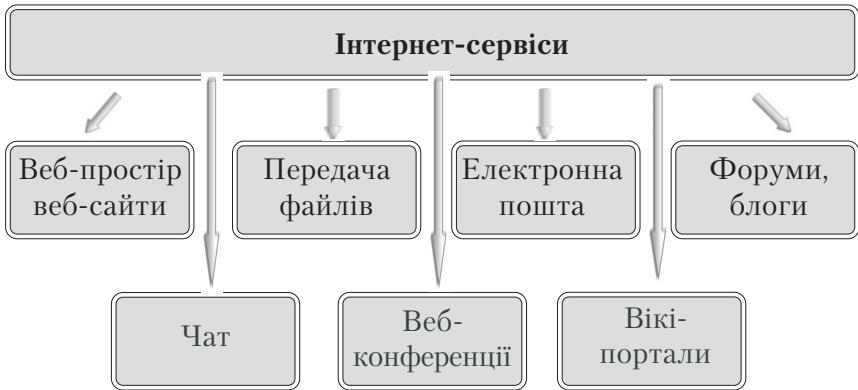 Інтернет-сервіси
Веб-простір
веб-сайти
Передача
файлів
Електронна
пошта
Форуми,
блоги
Чат
Веб-
конференції
Вікі-
портали